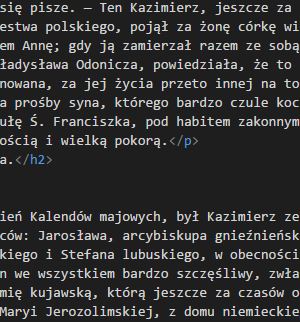 się pisze. — Ten Kazimierz, jeszcze za
estwa polskiego, pojął za żonę córkę wi
em Annę; gdy ją zamierzał razem ze sobą
ładysława Odonicza, powiedziała, że to
nowana, za jej życia przeto innej na to
a prośby syna, którego bardzo czule koc
ułę Ś. Franciszka, pod habitem zakonnym
ością i wielką pokorą.</p>
a.</h2>
ień Kalendów majowych, był Kazimierz ze
ców: Jarosława, arcybiskupa gnieźnieńsk
kiego i Stefana lubuskiego, w obecności
n we wszystkiem bardzo szczęśliwy, zwła
mię kujawską, którą jeszcze za czasów o
Maryi Jerozolimskiej, z domu niemieckie